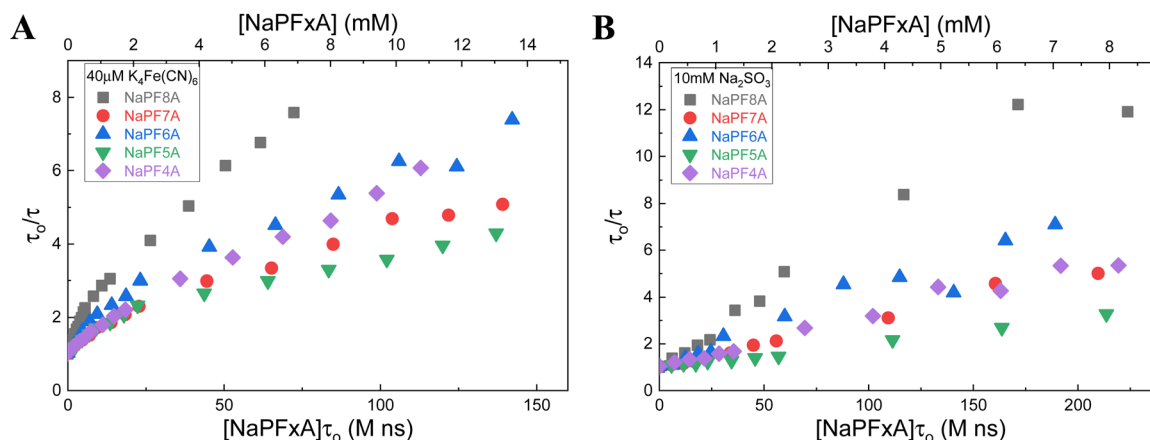 A
[NaPFxA] (mM)
0 2 4 6 8 10 12 14
40μM K₄Fe(CN)₆
NaPF8A
NaPF7A
NaPF6A
NaPF5A
NaPF4A
8
6
4
2
0
τₒ/τ
0 50 100 150
[NaPFxA]τₒ (M ns)
B
[NaPFxA] (mM)
0 1 2 3 4 5 6 7 8
10mM Na₂SO₃
NaPF8A
NaPF7A
NaPF6A
NaPF5A
NaPF4A
14
12
10
8
6
4
2
0
τₒ/τ
0 50 100 150 200
[NaPFxA]τₒ (M ns)